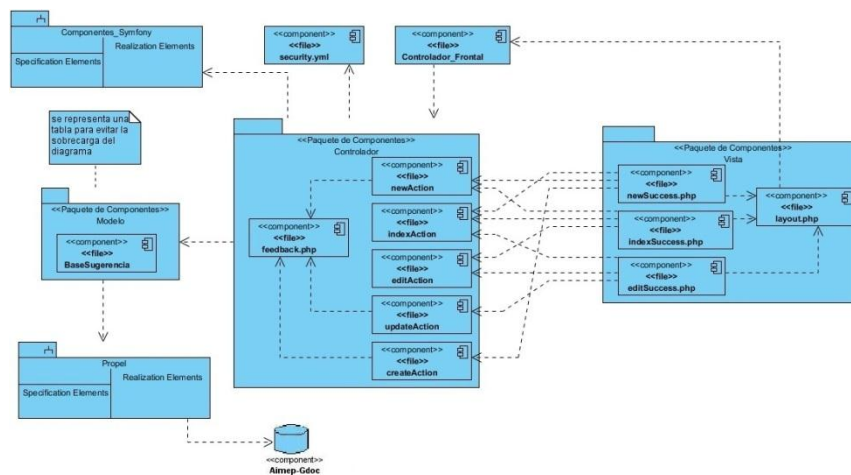 Componentes_Symfony
Specification Elements
Realization Elements
<<component>>
<<file>>
security.yml
<<component>>
<<file>>
Controlador_Frontal
se representa una
tabla para evitar la
sobrecarga del
diagrama
<<Paquete de Componentes>>
Modelo
<<component>>
<<file>>
BaseSugerencia
<<Paquete de Componentes>>
Controlador
<<component>>
<<file>>
feedback.php
<<component>>
<<file>>
newAction
<<component>>
<<file>>
indexAction
<<component>>
<<file>>
editAction
<<component>>
<<file>>
updateAction
<<component>>
<<file>>
createAction
<<Paquete de Componentes>>
Vista
<<component>>
<<file>>
newSuccess.php
<<component>>
<<file>>
indexSuccess.php
<<component>>
<<file>>
editSuccess.php
<<component>>
<<file>>
layout.php
Propel
Specification Elements
Realization Elements
<<component>>
Airnep-Gdoc